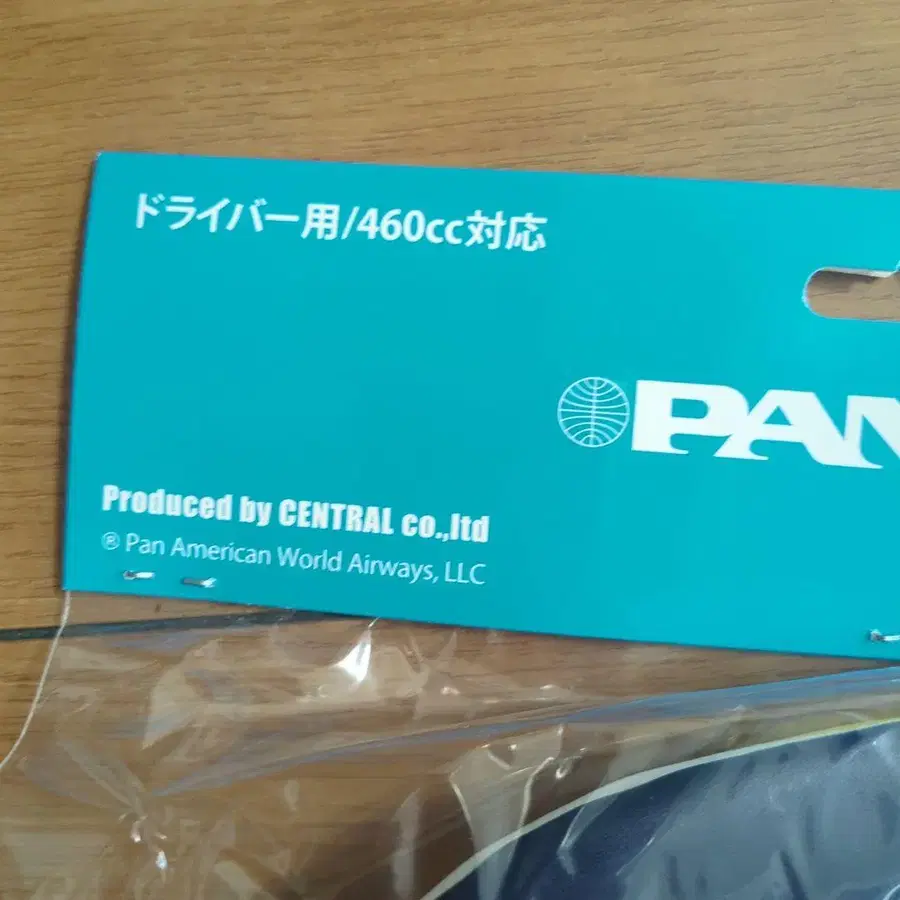 ドライバー用/460cc対応
PAN
Produced by CENTRAL co.,ltd
® Pan American World Airways, LLC